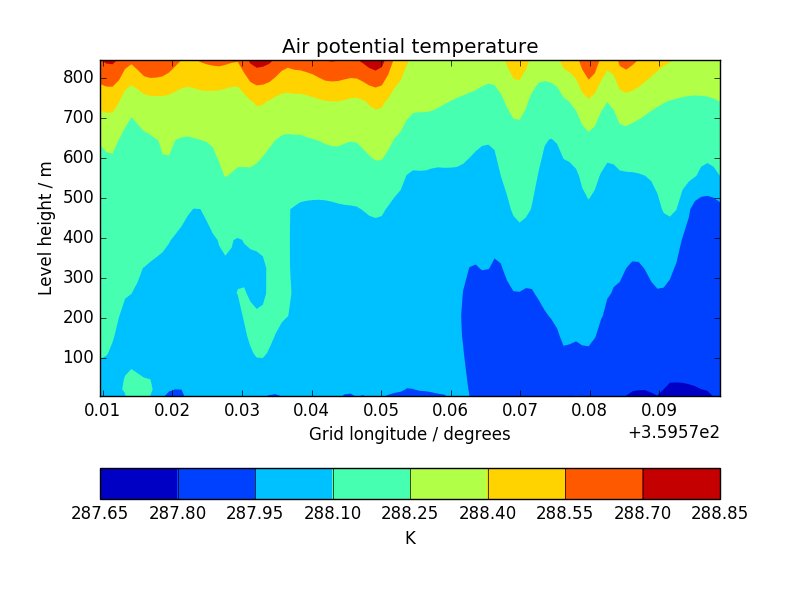 Air potential temperature
Level height / m
800
700
600
500
400
300
200
100
0.01 0.02 0.03 0.04 0.05 0.06 0.07 0.08 0.09
Grid longitude / degrees
+3.5957e2
287.65 287.80 287.95 288.10 288.25 288.40 288.55 288.70 288.85
K